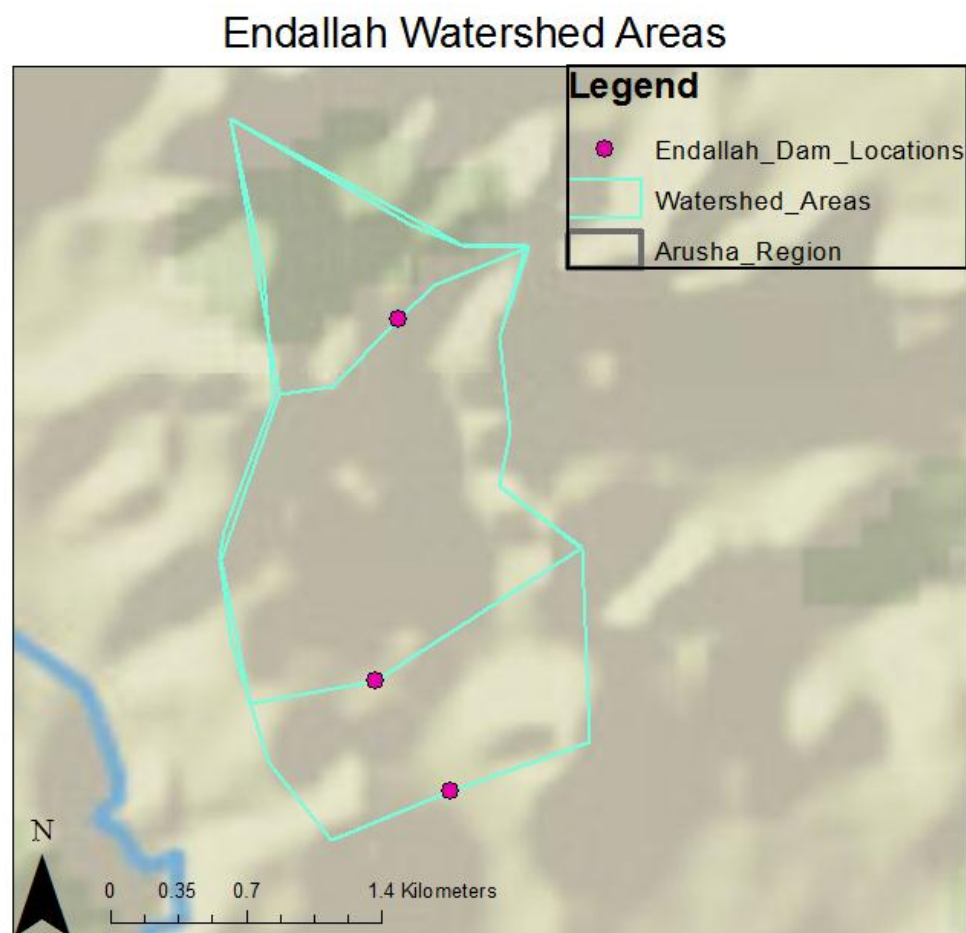 Endallah Watershed Areas
Legend
Endallah_Dam_Locations
Watershed_Areas
Arusha_Region
N
0 0.35 0.7 1.4 Kilometers